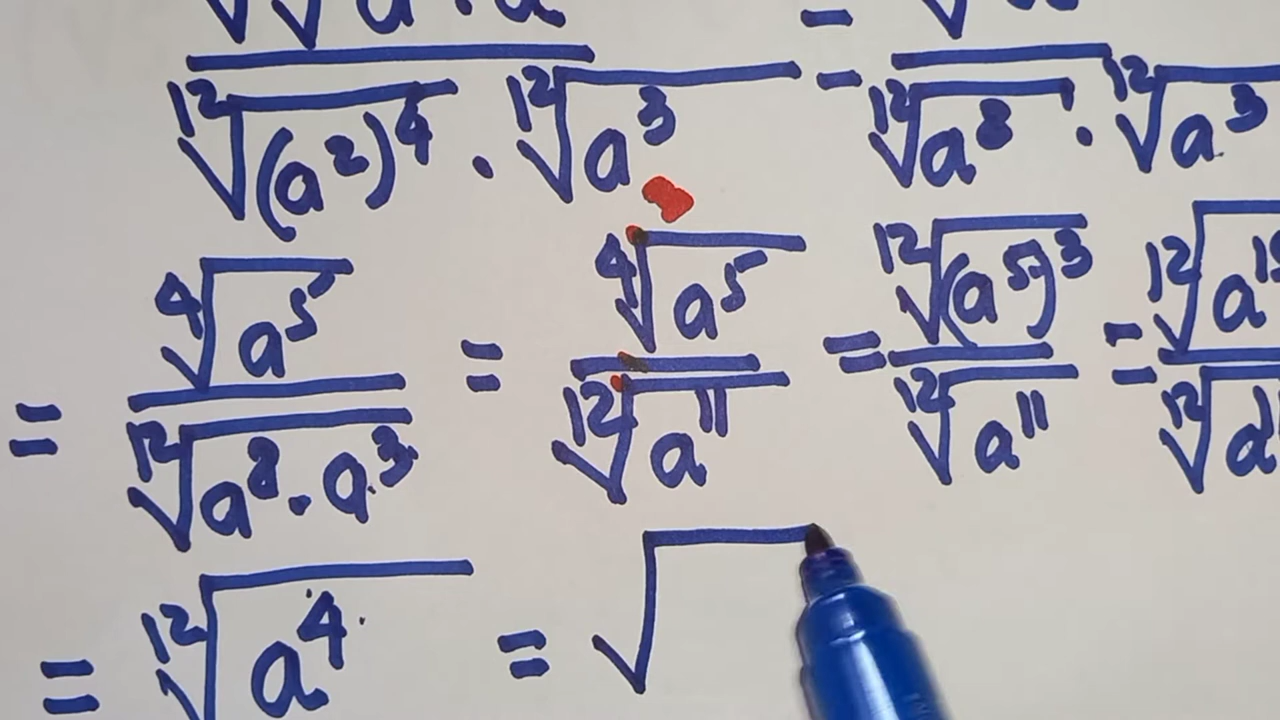 √√a · a = √
¹²√(a²)⁴ · ¹²√a³ = ¹²√a⁸ · ¹²√a³
= ⁴√a⁵ / ¹²√a⁸ · a³ = ⁴√a⁵ / ¹²√a¹¹ = ¹²√(a⁵)³ / ¹²√a¹¹ = ¹²√a¹⁵ / ¹²√a¹¹
= ¹²√a⁴ = √